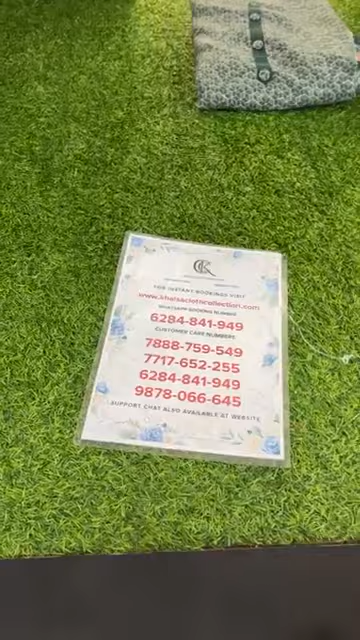 FOR INSTANT BOOKINGS VISIT
www.khalsaclothcollection.com
WHATSAPP BOOKING NUMBER
6284-841-949
CUSTOMER CARE NUMBERS
7888-759-549
7717-652-255
6284-841-949
9878-066-645
SUPPORT CHAT ALSO AVAILABLE AT WEBSITE